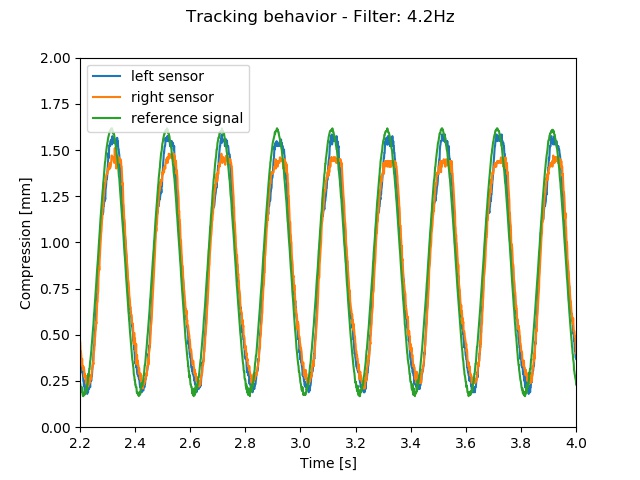 Tracking behavior - Filter: 4.2Hz
left sensor
right sensor
reference signal
Compression [mm]
2.00
1.75
1.50
1.25
1.00
0.75
0.50
0.25
0.00
2.2 2.4 2.6 2.8 3.0 3.2 3.4 3.6 3.8 4.0
Time [s]